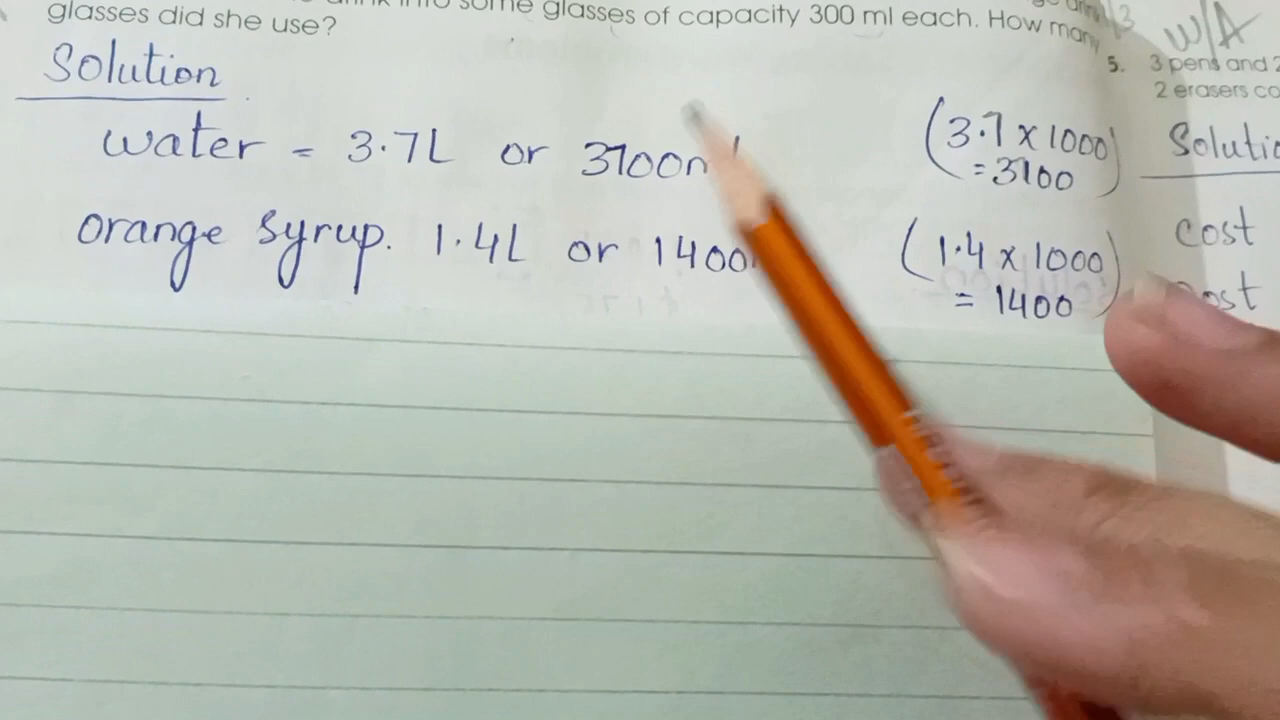 some glasses of capacity 300 ml each. How many
glasses did she use?
Solution
water = 3.7L or 3700m
(3.7 x 1000)
= 3700
orange syrup. 1.4L or 1400
(1.4 x 1000)
= 1400
W/A
5. 3 pens and 2
2 erasers co
Solutio
cost
cost